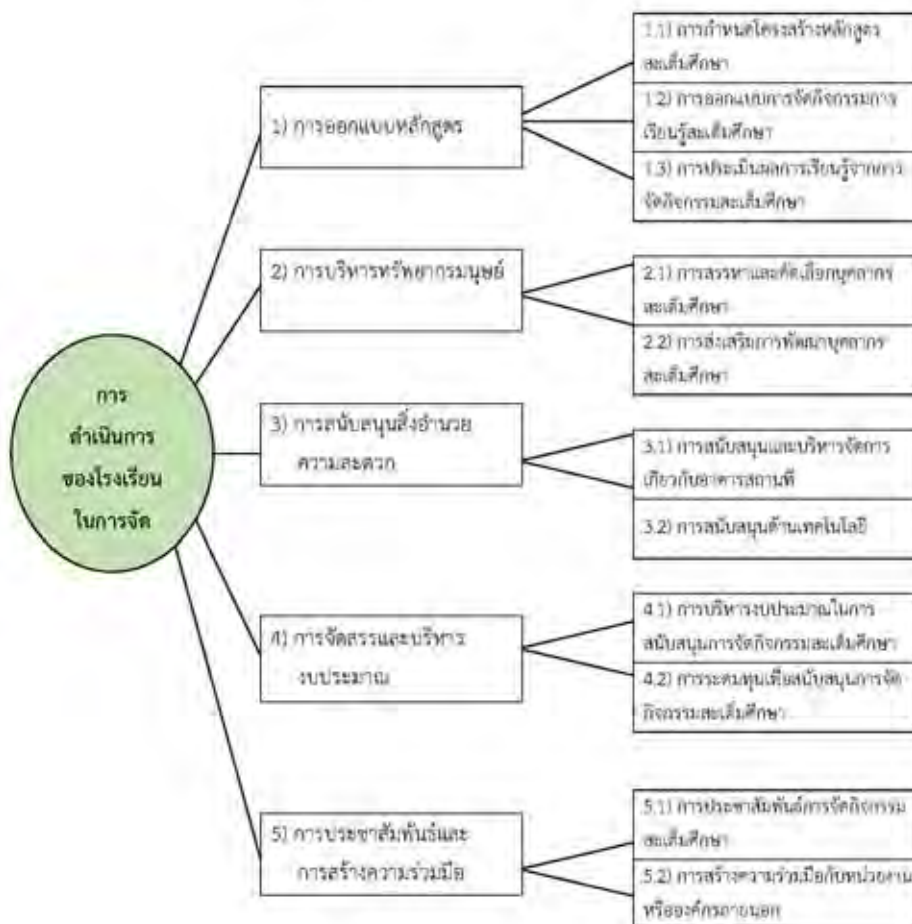 การ
ดำเนินการ
ของโรงเรียน
ในการจัด
1) การออกแบบหลักสูตร
1.1) การกำหนดโครงสร้างหลักสูตร
สะเต็มศึกษา
1.2) การออกแบบการจัดกิจกรรมการ
เรียนรู้สะเต็มศึกษา
1.3) การประเมินผลการเรียนรู้จากการ
จัดกิจกรรมสะเต็มศึกษา
2) การบริหารทรัพยากรมนุษย์
2.1) การสรรหาและคัดเลือกบุคลากร
สะเต็มศึกษา
2.2) การส่งเสริมการพัฒนาบุคลากร
สะเต็มศึกษา
3) การสนับสนุนสิ่งอำนวย
ความสะดวก
3.1) การสนับสนุนและบริหารจัดการ
เกี่ยวกับอาคารสถานที่
3.2) การสนับสนุนด้านเทคโนโลยี
4) การจัดสรรและบริหาร
งบประมาณ
4.1) การบริหารงบประมาณในการ
สนับสนุนการจัดกิจกรรมสะเต็มศึกษา
4.2) การระดมทุนเพื่อสนับสนุนการจัด
กิจกรรมสะเต็มศึกษา
5) การประชาสัมพันธ์และ
การสร้างความร่วมมือ
5.1) การประชาสัมพันธ์การจัดกิจกรรม
สะเต็มศึกษา
5.2) การสร้างความร่วมมือกับหน่วยงาน
หรือองค์กรภายนอก